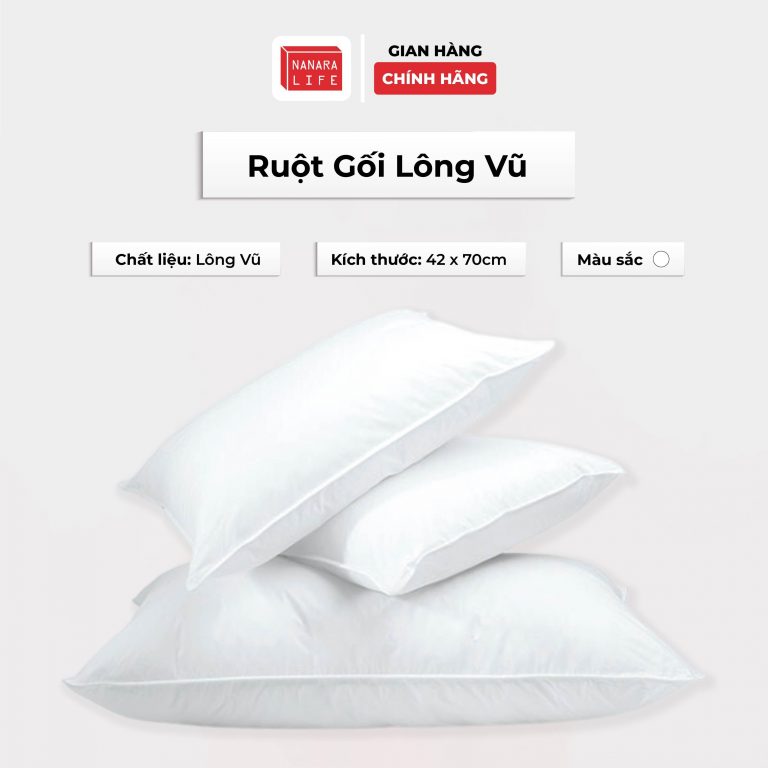 NANARA
LIFE
GIAN HÀNG
CHÍNH HÃNG
Ruột Gối Lông Vũ
Chất liệu: Lông Vũ
Kích thước: 42 x 70cm
Màu sắc